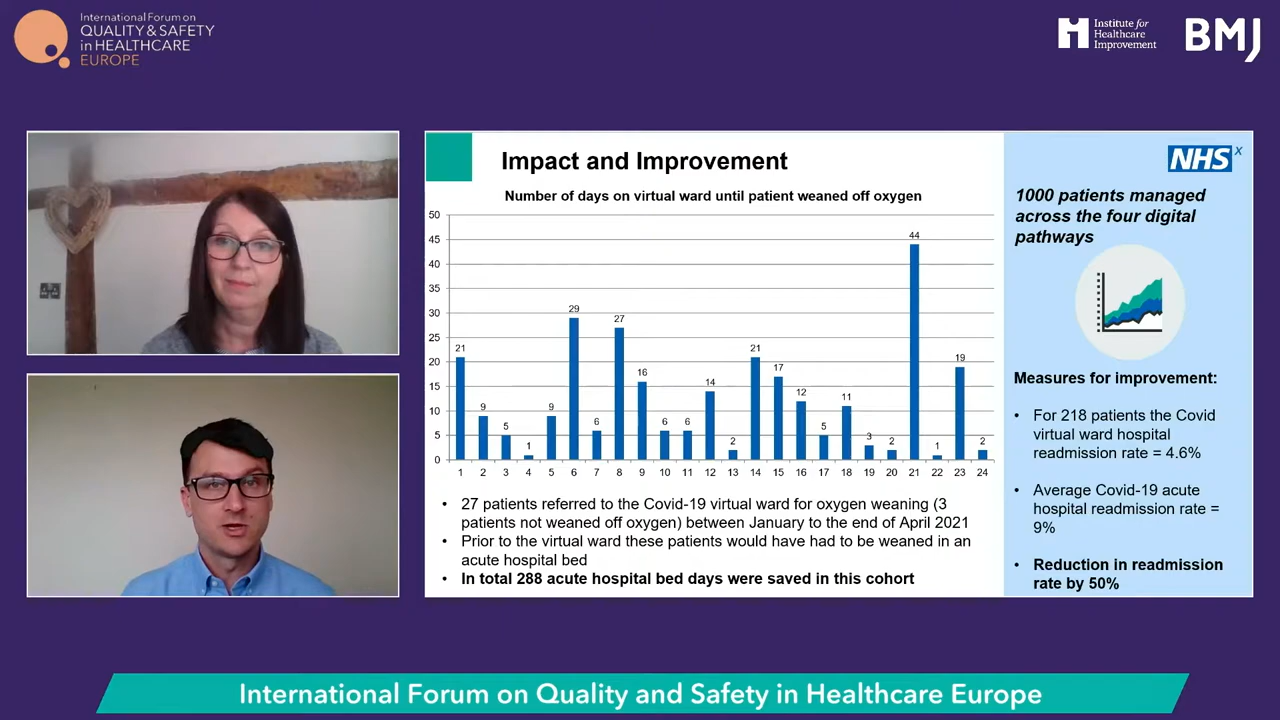 International Forum on
QUALITY & SAFETY
in HEALTHCARE
EUROPE
Institute for
Healthcare
Improvement
BMJ
Impact and Improvement
Number of days on virtual ward until patient weaned off oxygen
50
45
40
35
30
25
20
15
10
5
0
21 9 5 1 9 29 6 27 16 6 6 14 2 21 17 12 5 11 3 2 44 1 19 2
1 2 3 4 5 6 7 8 9 10 11 12 13 14 15 16 17 18 19 20 21 22 23 24
• 27 patients referred to the Covid-19 virtual ward for oxygen weaning (3
patients not weaned off oxygen) between January to the end of April 2021
• Prior to the virtual ward these patients would have had to be weaned in an
acute hospital bed
• In total 288 acute hospital bed days were saved in this cohort
NHS X
1000 patients managed
across the four digital
pathways
Measures for improvement:
• For 218 patients the Covid
virtual ward hospital
readmission rate = 4.6%
• Average Covid-19 acute
hospital readmission rate =
9%
• Reduction in readmission
rate by 50%
International Forum on Quality and Safety in Healthcare Europe